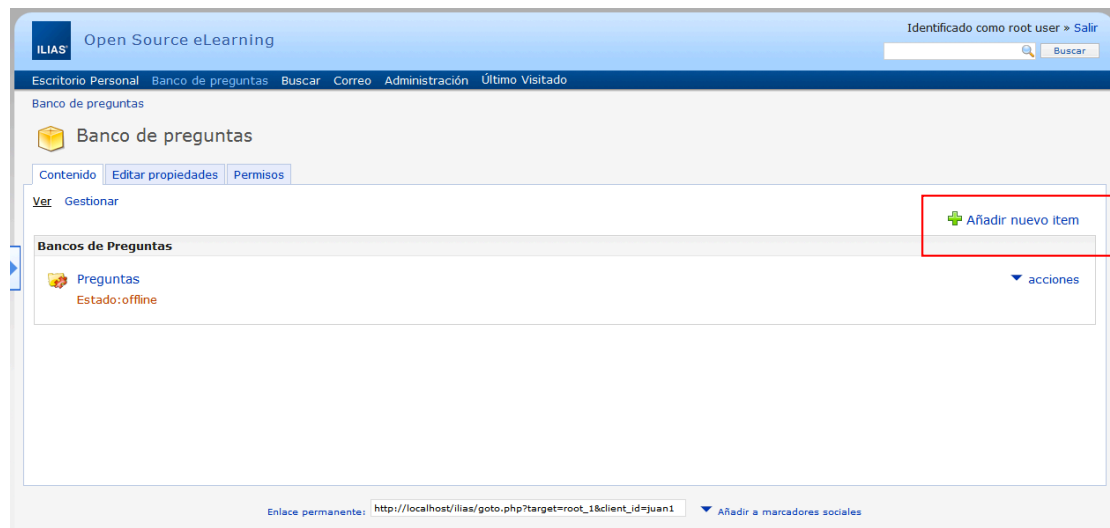 Identificado como root user » Salir
ILIAS
Open Source eLearning
Buscar
Escritorio Personal Banco de preguntas Buscar Correo Administración Último Visitado
Banco de preguntas
Banco de preguntas
Contenido Editar propiedades Permisos
Ver Gestionar
Añadir nuevo item
Bancos de Preguntas
Preguntas
acciones
Estado:offline
Enlace permanente: http://localhost/ilias/goto.php?target=root_1&client_id=juan1 Añadir a marcadores sociales